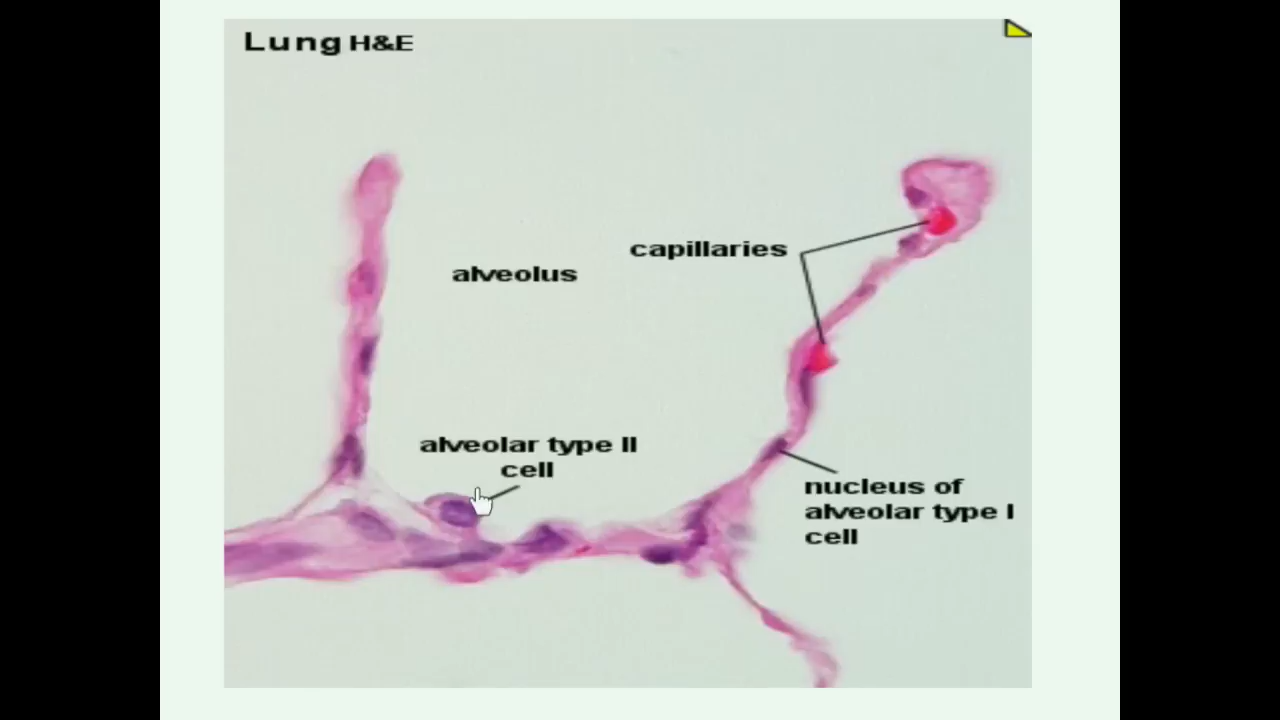 Lung H&E
capillaries
alveolus
alveolar type II
cell
nucleus of
alveolar type I
cell